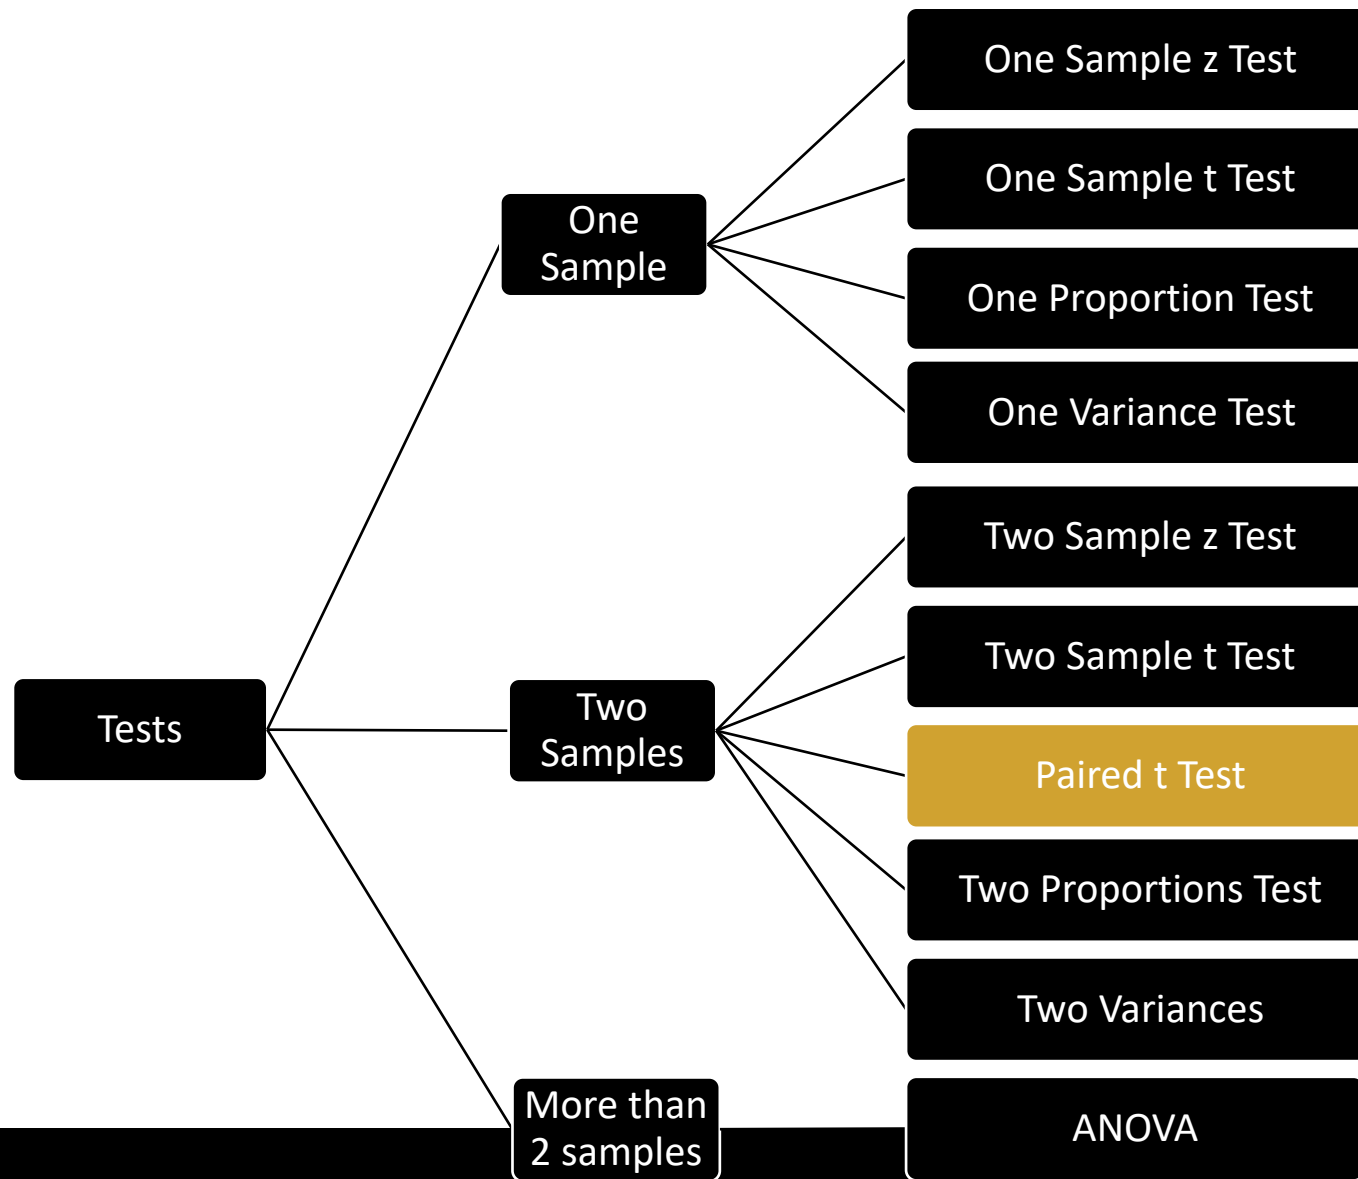 One Sample z Test
One Sample t Test
One
Sample
One Proportion Test
One Variance Test
Two Sample z Test
Two Sample t Test
Tests
Two
Samples
Paired t Test
Two Proportions Test
Two Variances
More than
2 samples
ANOVA